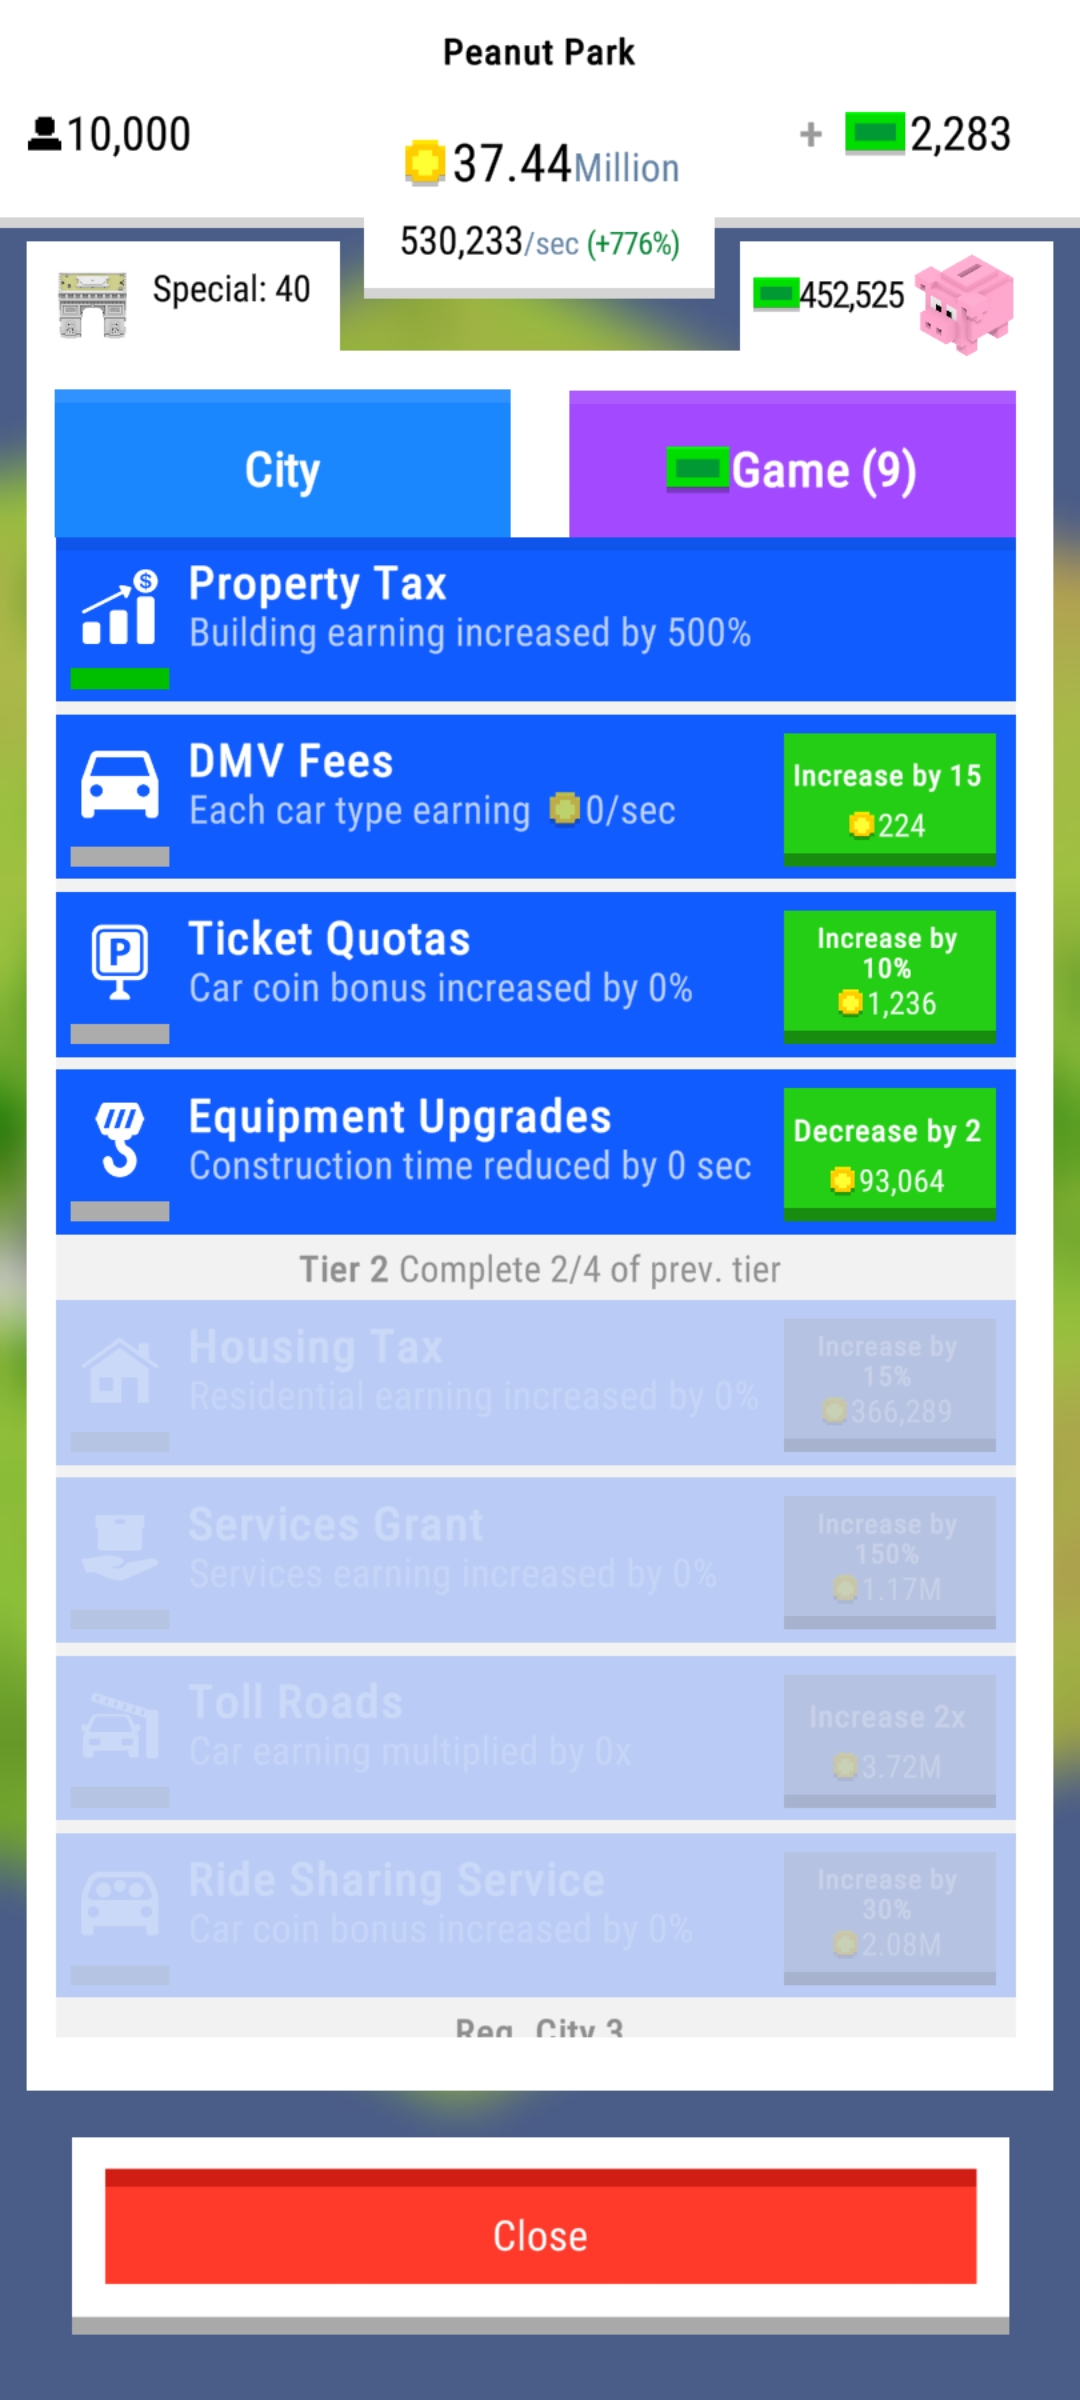 Peanut Park
10,000
37.44Million
+ 2,283
530,233/sec (+776%)
Special: 40
452,525
City
Game (9)
Property Tax
Building earning increased by 500%
$
DMV Fees
Each car type earning 0/sec
Increase by 15
224
P
Ticket Quotas
Car coin bonus increased by 0%
Increase by
10%
1,236
Equipment Upgrades
Construction time reduced by 0 sec
Decrease by 2
93,064
Tier 2 Complete 2/4 of prev. tier
Housing Tax
Residential earning increased by 0%
Increase by
15%
366,289
Services Grant
Services earning increased by 0%
Increase by
150%
1.17M
Toll Roads
Car earning multiplied by 0x
Increase 2x
3.72M
Ride Sharing Service
Car coin bonus increased by 0%
Increase by
30%
2.08M
Req. City 3
Close